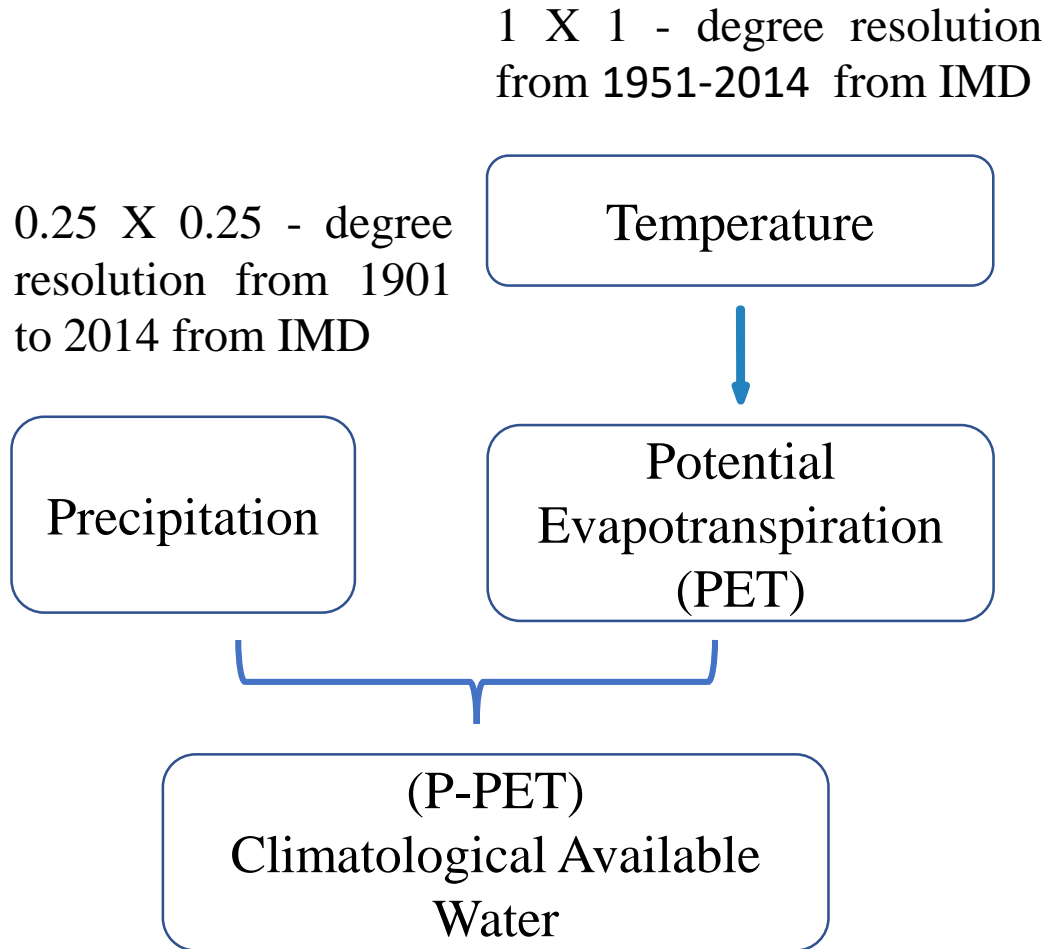 1 X 1 - degree resolution
from 1951-2014 from IMD
Temperature
0.25 X 0.25 - degree
resolution from 1901
to 2014 from IMD
Precipitation
Potential
Evapotranspiration
(PET)
(P-PET)
Climatological Available
Water